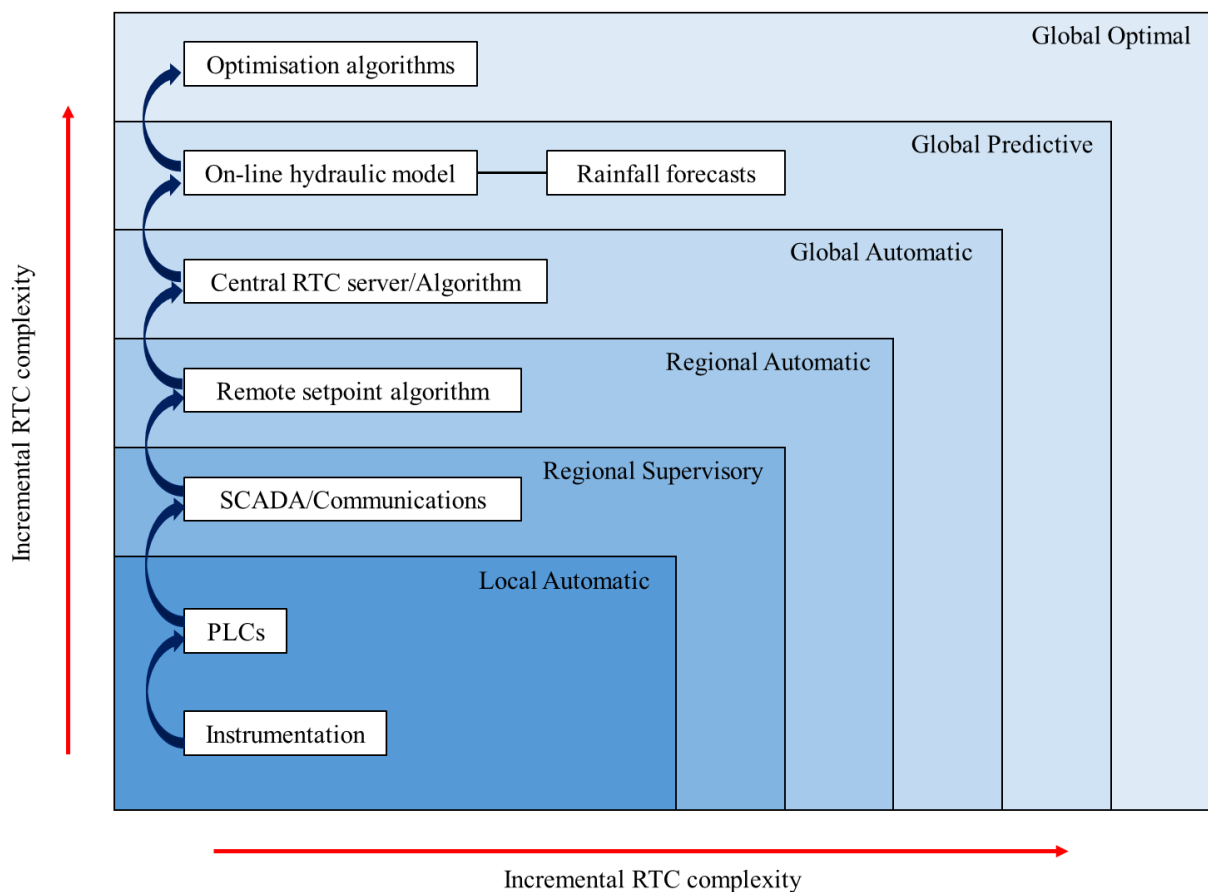 Global Optimal
Optimisation algorithms
Global Predictive
On-line hydraulic model
Rainfall forecasts
Global Automatic
Central RTC server/Algorithm
Regional Automatic
Remote setpoint algorithm
Regional Supervisory
SCADA/Communications
Local Automatic
PLCs
Instrumentation
Incremental RTC complexity
Incremental RTC complexity